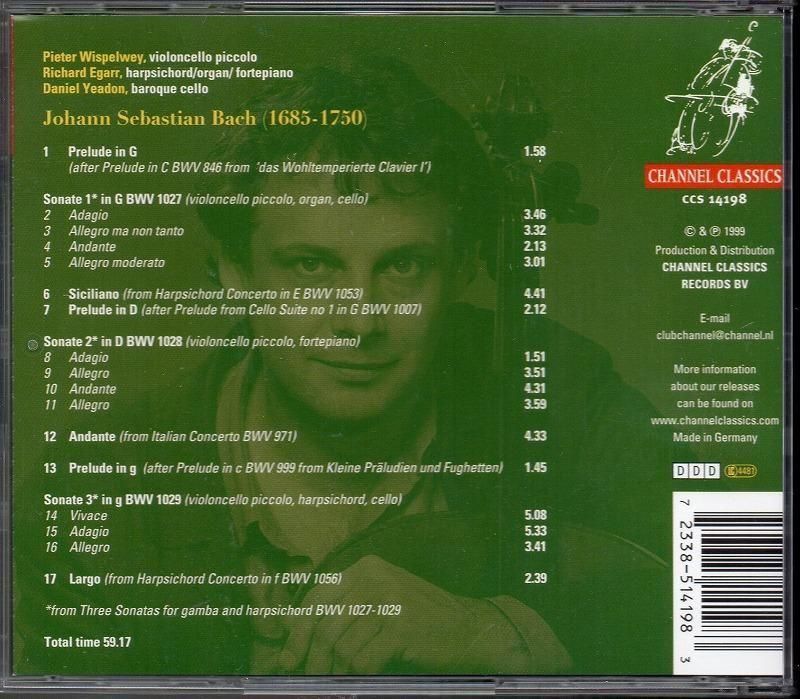 Pieter Wispelwey, violoncello piccolo
Richard Egarr, harpsichord/organ/ fortepiano
Daniel Yeadon, baroque cello
Johann Sebastian Bach (1685-1750)
1 Prelude in G 1.58
(after Prelude in C BWV 846 from 'das Wohltemperierte Clavier I')
Sonate 1* in G BWV 1027 (violoncello piccolo, organ, cello)
2 Adagio 3.46
3 Allegro ma non tanto 3.32
4 Andante 2.13
5 Allegro moderato 3.01
6 Siciliano (from Harpsichord Concerto in E BWV 1053) 4.41
7 Prelude in D (after Prelude from Cello Suite no 1 in G BWV 1007) 2.12
Sonate 2* in D BWV 1028 (violoncello piccolo, fortepiano)
8 Adagio 1.51
9 Allegro 3.51
10 Andante 4.31
11 Allegro 3.59
12 Andante (from Italian Concerto BWV 971) 4.33
13 Prelude in g (after Prelude in c BWV 999 from Kleine Präludien und Fughetten) 1.45
Sonate 3* in g BWV 1029 (violoncello piccolo, harpsichord, cello)
14 Vivace 5.08
15 Adagio 5.33
16 Allegro 3.41
17 Largo (from Harpsichord Concerto in f BWV 1056) 2.39
*from Three Sonatas for gamba and harpsichord BWV 1027-1029
Total time 59.17
CHANNEL CLASSICS
CCS 14198
© & ℗ 1999
Production & Distribution
CHANNEL CLASSICS
RECORDS BV
E-mail
clubchannel@channel.nl
More information
about our releases
can be found on
www.channelclassics.com
Made in Germany
DDD
4481
7 2338-514198 3